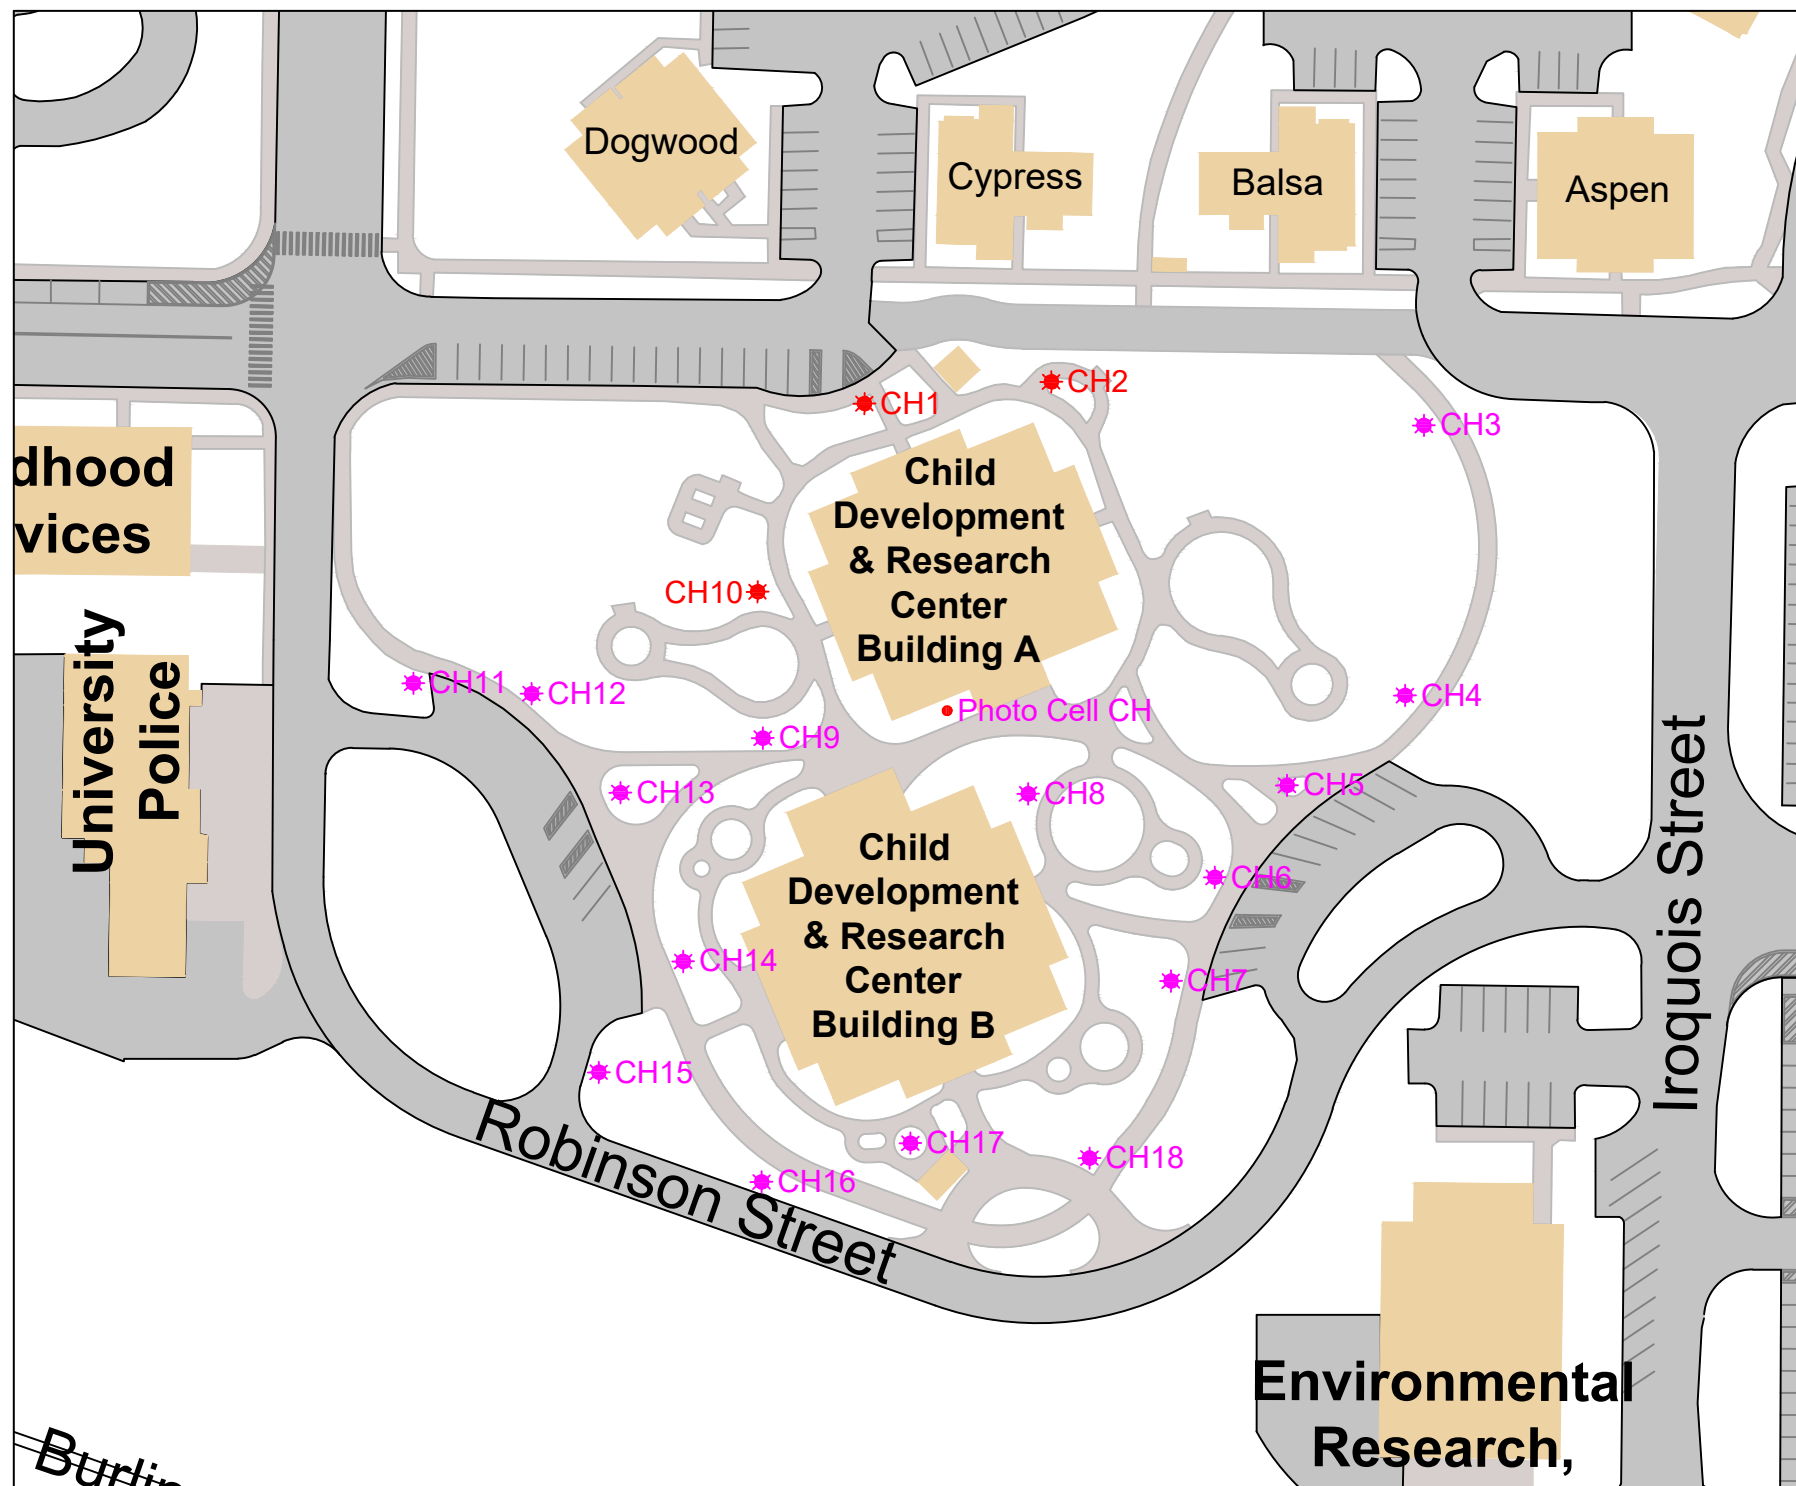 Dogwood
Cypress
Balsa
Aspen
CH1
CH2
CH3
dhood
vices
Child
Development
& Research
Center
Building A
CH10
University
Police
CH11
CH12
CH4
Photo Cell CH
CH9
CH13
CH8
CH5
CH6
Child
Development
& Research
Center
Building B
CH14
CH7
Iroquois Street
CH15
CH17
CH18
CH16
Robinson Street
Environmental
Research,
Burlin